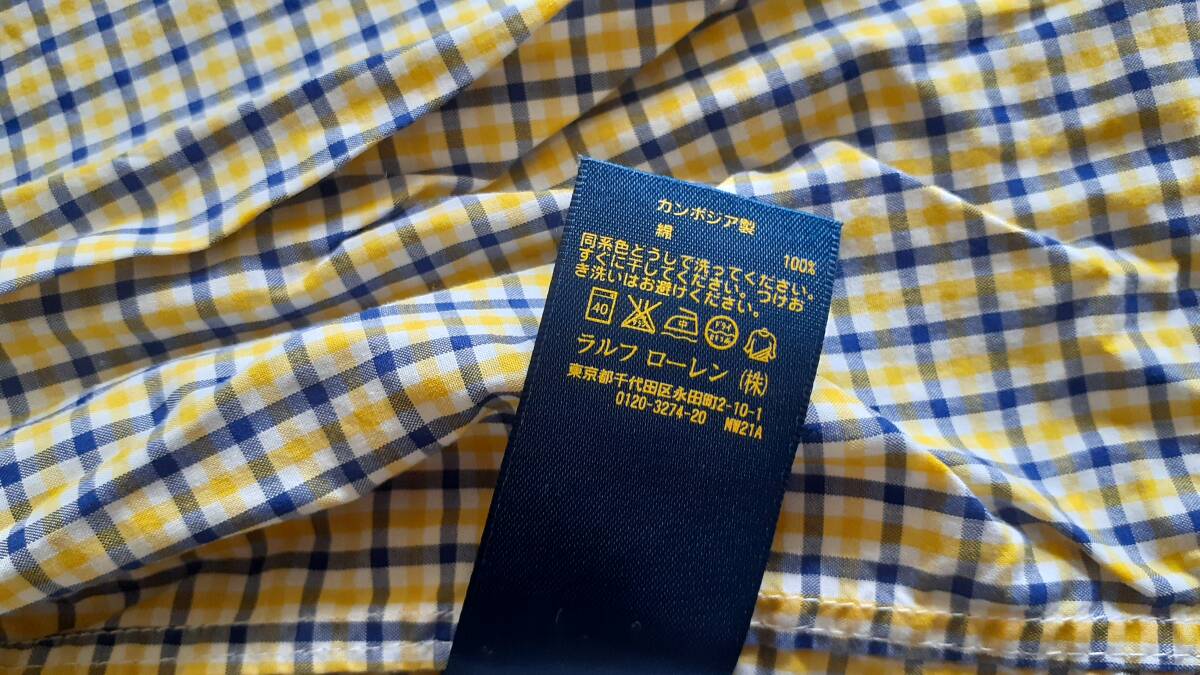 カンボジア製
綿 100%
同系色どうしで洗ってください。
すぐに干してください。つけお
き洗いはお避けください。
40 中
ラルフ ローレン (株)
東京都千代田区永田町2-10-1
0120-3274-20 MW21A